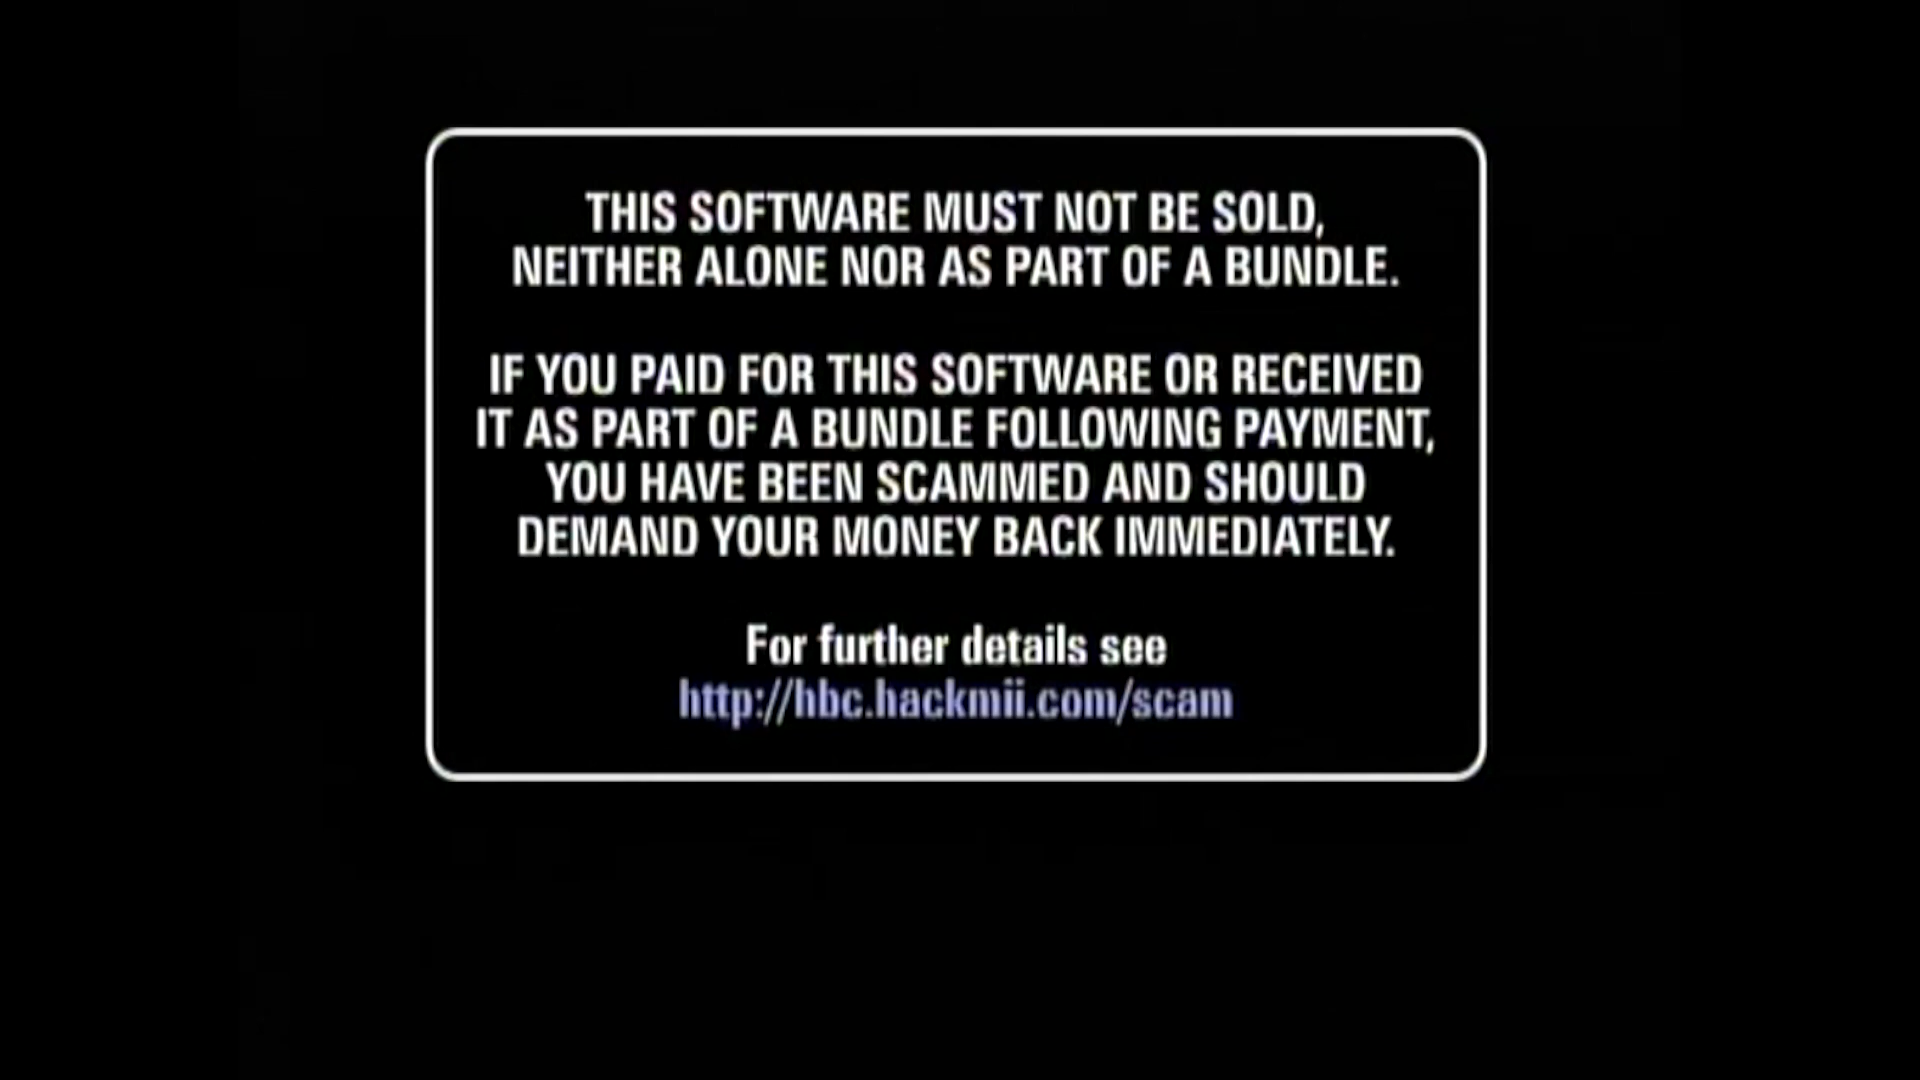 THIS SOFTWARE MUST NOT BE SOLD,
NEITHER ALONE NOR AS PART OF A BUNDLE.
IF YOU PAID FOR THIS SOFTWARE OR RECEIVED
IT AS PART OF A BUNDLE FOLLOWING PAYMENT,
YOU HAVE BEEN SCAMMED AND SHOULD
DEMAND YOUR MONEY BACK IMMEDIATELY.
For further details see
http://hbc.hackmii.com/scam